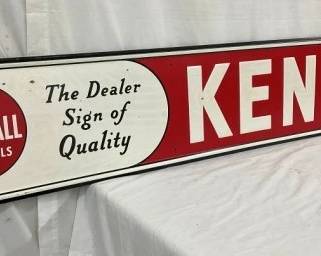 ALL
LS
The Dealer
Sign of
Quality
KEN